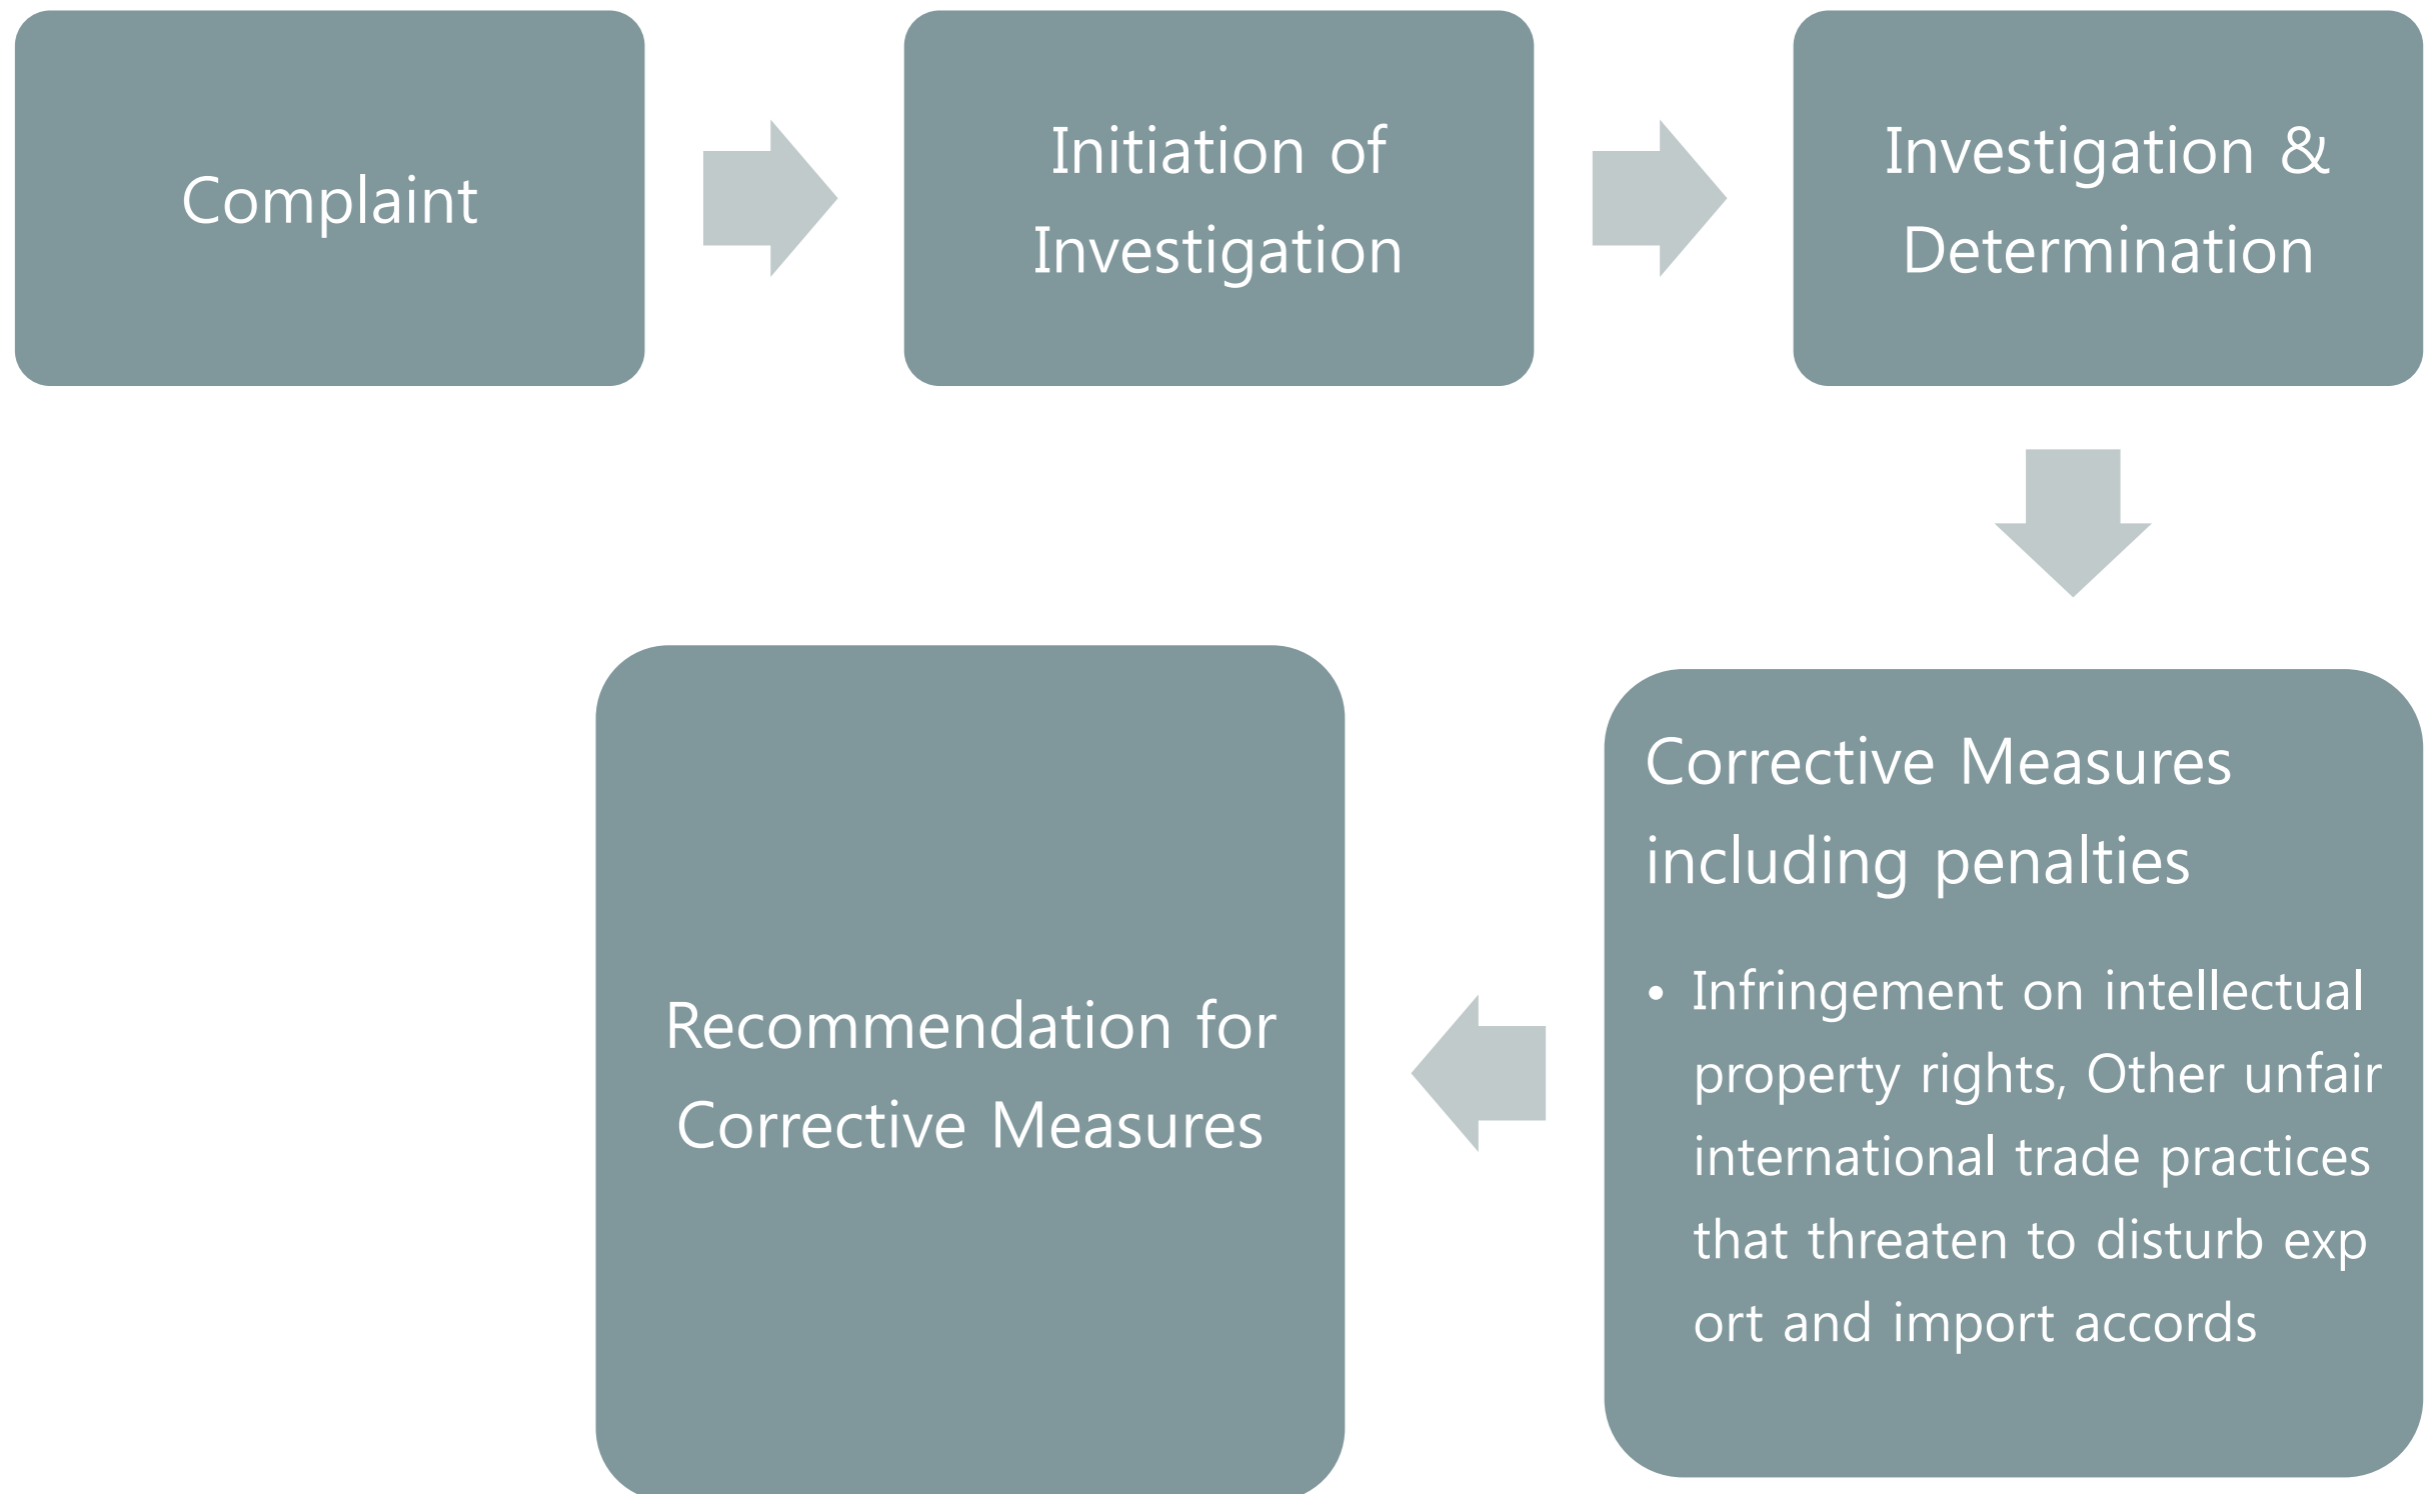 Complaint
Initiation of
Investigation
Investigation &
Determination
Corrective Measures
including penalties
• Infringement on intellectual
property rights, Other unfair
international trade practices
that threaten to disturb exp
ort and import accords
Recommendation for
Corrective Measures